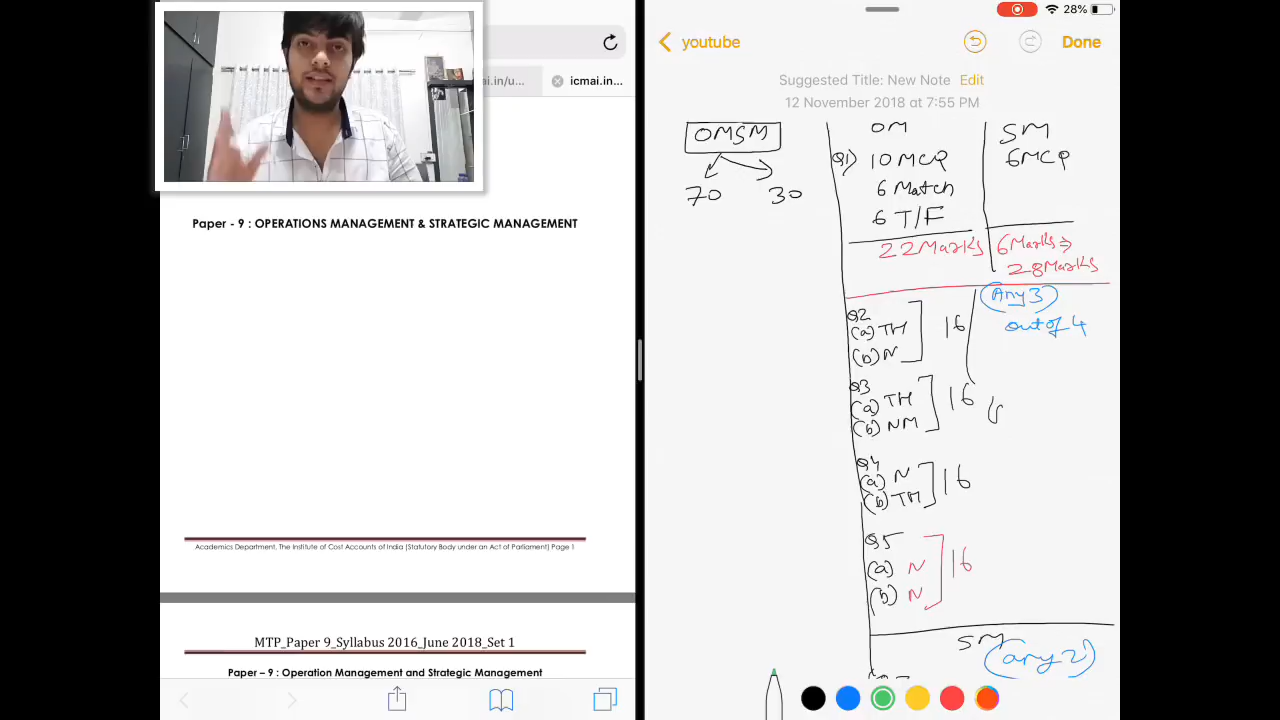 ai.in/u...
icmai.in...
Paper - 9 : OPERATIONS MANAGEMENT & STRATEGIC MANAGEMENT
Academics Department, The Institute of Cost Accounts of India (Statutory Body under an Act of Parliament) Page 1
MTP_Paper 9_Syllabus 2016_June 2018_Set 1
Paper – 9 : Operation Management and Strategic Management
28%
youtube
Done
Suggested Title: New Note Edit
12 November 2018 at 7:55 PM
OMSM
70 30
OM
Q1) 10 MCQ
6 Match
6 T/F
22 Marks
SM
6 MCQ
6 Marks ⇒
28 Marks
Any 3
out of 4
Q2
(a) TH
(b) N
16
Q3
(a) TH
(b) NM
16
Q4
(a) N
(b) TH
16
Q5
(a) N
(b) N
16
SM
any 2